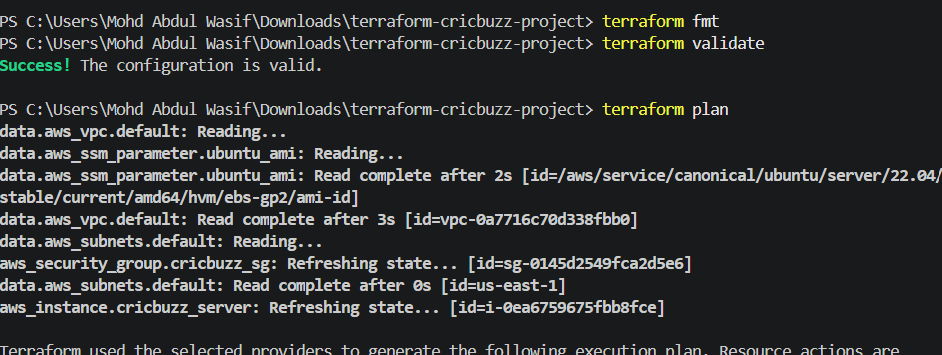 PS C:\Users\Mohd Abdul Wasif\Downloads\terraform-cricbuzz-project> terraform fmt
PS C:\Users\Mohd Abdul Wasif\Downloads\terraform-cricbuzz-project> terraform validate
Success! The configuration is valid.
PS C:\Users\Mohd Abdul Wasif\Downloads\terraform-cricbuzz-project> terraform plan
data.aws_vpc.default: Reading...
data.aws_ssm_parameter.ubuntu_ami: Reading...
data.aws_ssm_parameter.ubuntu_ami: Read complete after 2s [id=/aws/service/canonical/ubuntu/server/22.04/
stable/current/amd64/hvm/ebs-gp2/ami-id]
data.aws_vpc.default: Read complete after 3s [id=vpc-0a7716c70d338fbb0]
data.aws_subnets.default: Reading...
aws_security_group.cricbuzz_sg: Refreshing state... [id=sg-0145d2549fca2d5e6]
data.aws_subnets.default: Read complete after 0s [id=us-east-1]
aws_instance.cricbuzz_server: Refreshing state... [id=i-0ea6759675fbb8fce]
Terraform used the selected providers to generate the following execution plan. Resource actions are